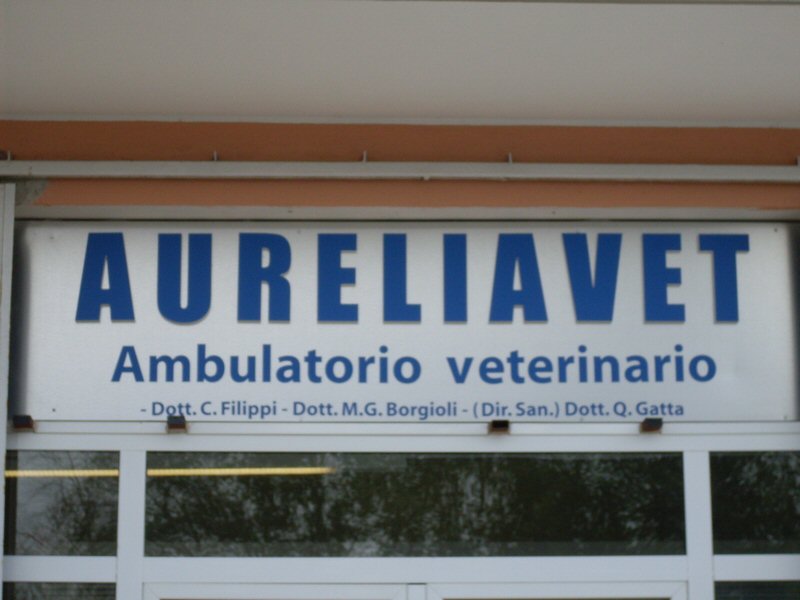 AURELIAVET
Ambulatorio veterinario
- Dott. C. Filippi - Dott. M.G. Borgioli - (Dir. San.) Dott. Q. Gatta